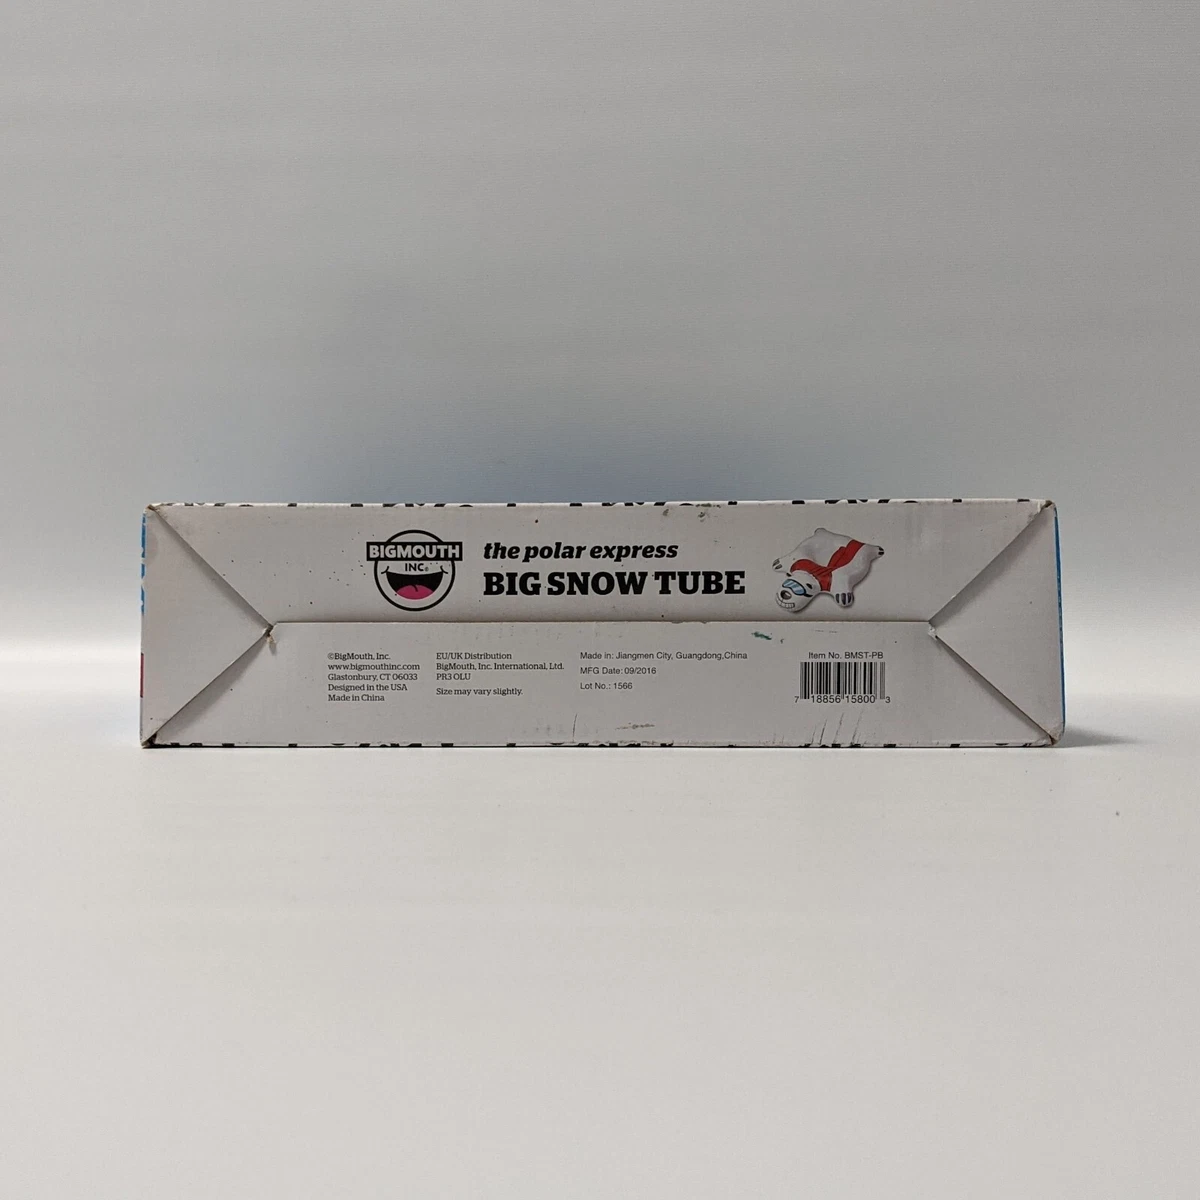 BIGMOUTH
INC®
the polar express
BIG SNOW TUBE
©BigMouth, Inc.
www.bigmouthinc.com
Glastonbury, CT 06033
Designed in the USA
Made in China
EU/UK Distribution
BigMouth, Inc. International, Ltd.
PR3 OLU
Size may vary slightly.
Made in: Jiangmen City, Guangdong,China
MFG Date: 09/2016
Lot No.: 1566
Item No. BMST-PB
7 18856 15800 3